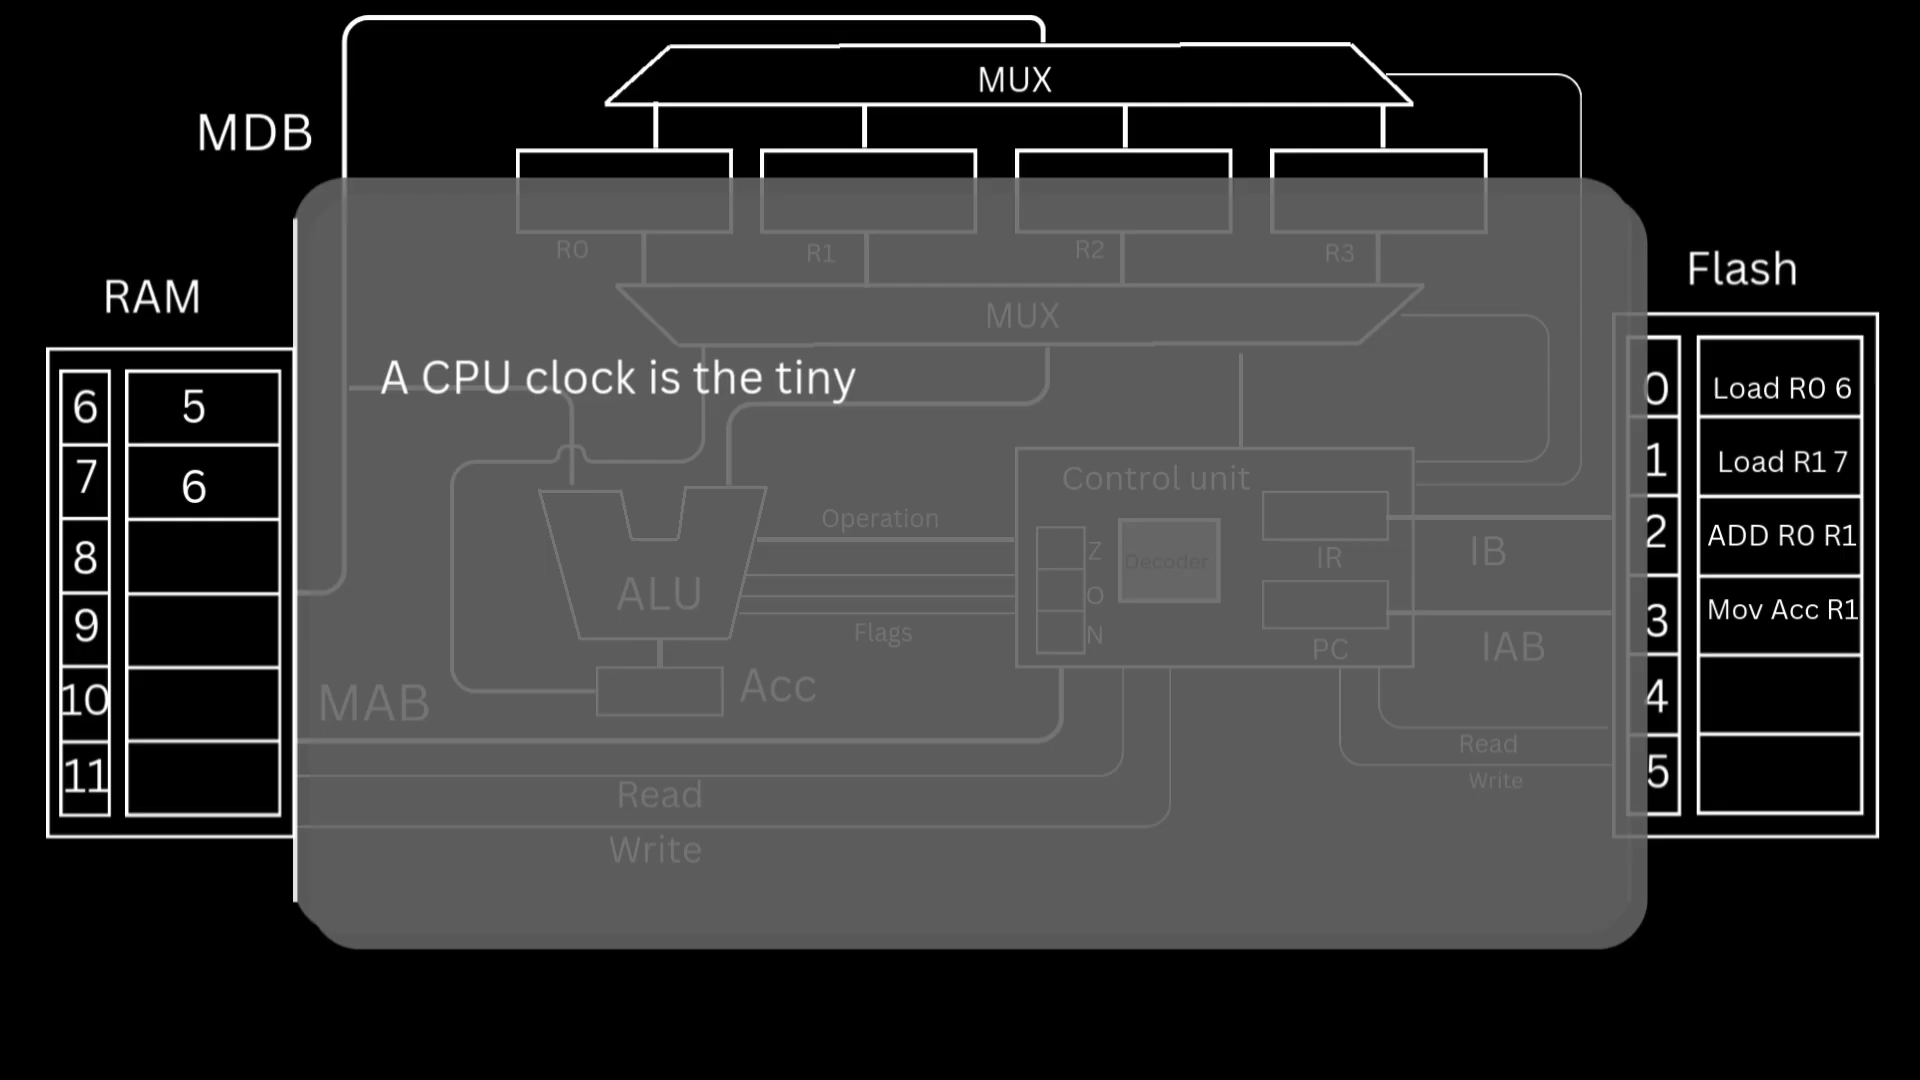 MUX
MDB
R0
R1
R2
R3
MUX
RAM
Flash
A CPU clock is the tiny
6 5
7 6
8
9
10
11
0 Load R0 6
1 Load R1 7
2 ADD R0 R1
3 Mov Acc R1
4
5
Operation
ALU
Flags
Acc
Control unit
Z
O
N
Decoder
IR
PC
IB
IAB
MAB
Read
Write
Read
Write